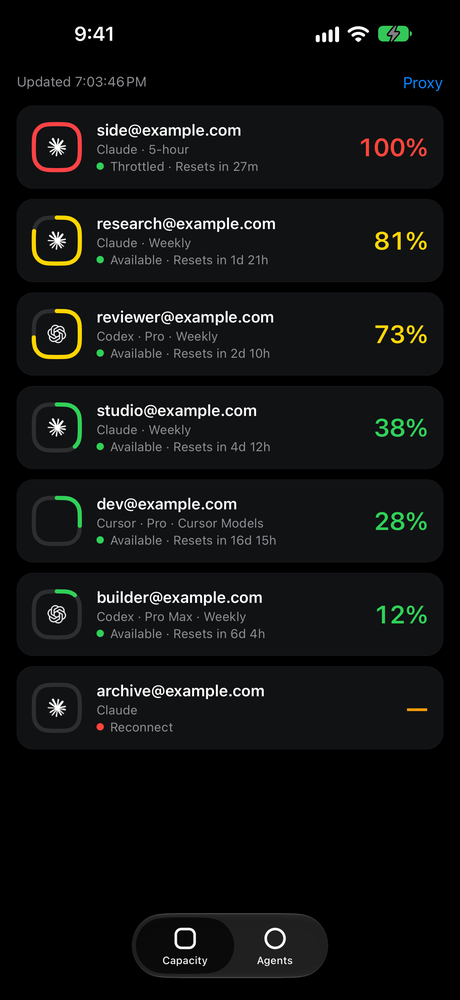 9:41
Updated 7:03:46 PM
Proxy
side@example.com
Claude · 5-hour
Throttled · Resets in 27m
100%
research@example.com
Claude · Weekly
Available · Resets in 1d 21h
81%
reviewer@example.com
Codex · Pro · Weekly
Available · Resets in 2d 10h
73%
studio@example.com
Claude · Weekly
Available · Resets in 4d 12h
38%
dev@example.com
Cursor · Pro · Cursor Models
Available · Resets in 16d 15h
28%
builder@example.com
Codex · Pro Max · Weekly
Available · Resets in 6d 4h
12%
archive@example.com
Claude
Reconnect
—
Capacity
Agents